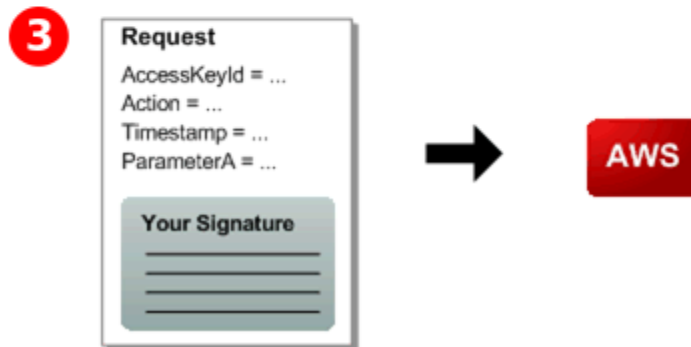 3
Request
AccessKeyId = ...
Action = ...
Timestamp = ...
ParameterA = ...
Your Signature
AWS